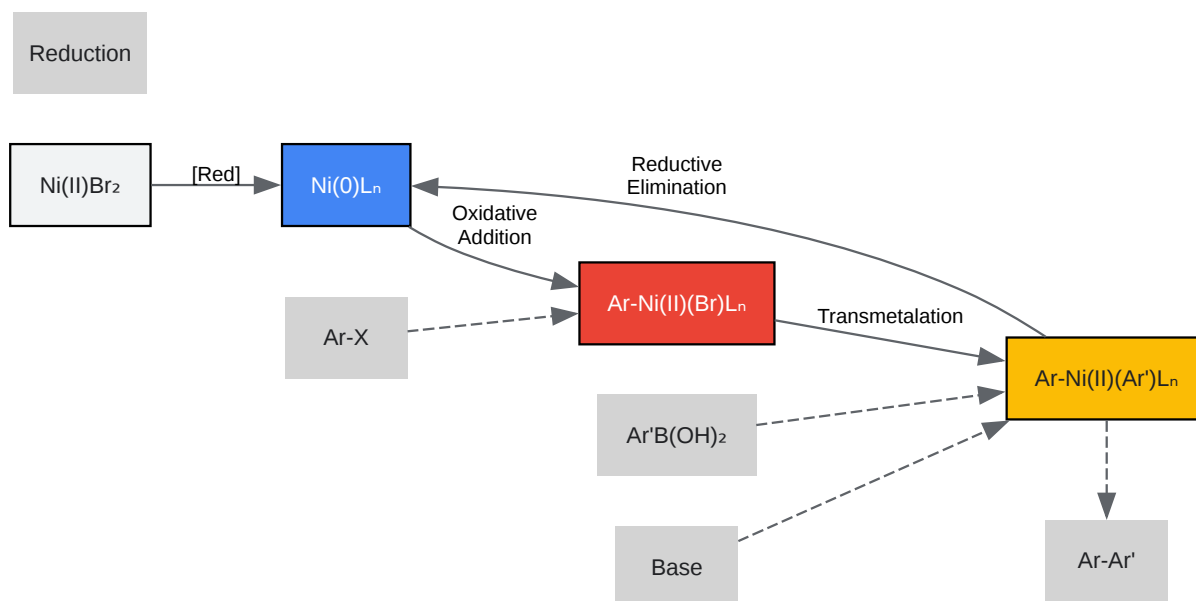 Reduction
Ni(II)Br₂
[Red]
Ni(0)Lₙ
Reductive
Elimination
Oxidative
Addition
Ar-Ni(II)(Br)Lₙ
Ar-X
Transmetalation
Ar-Ni(II)(Ar')Lₙ
Ar'B(OH)₂
Base
Ar-Ar'